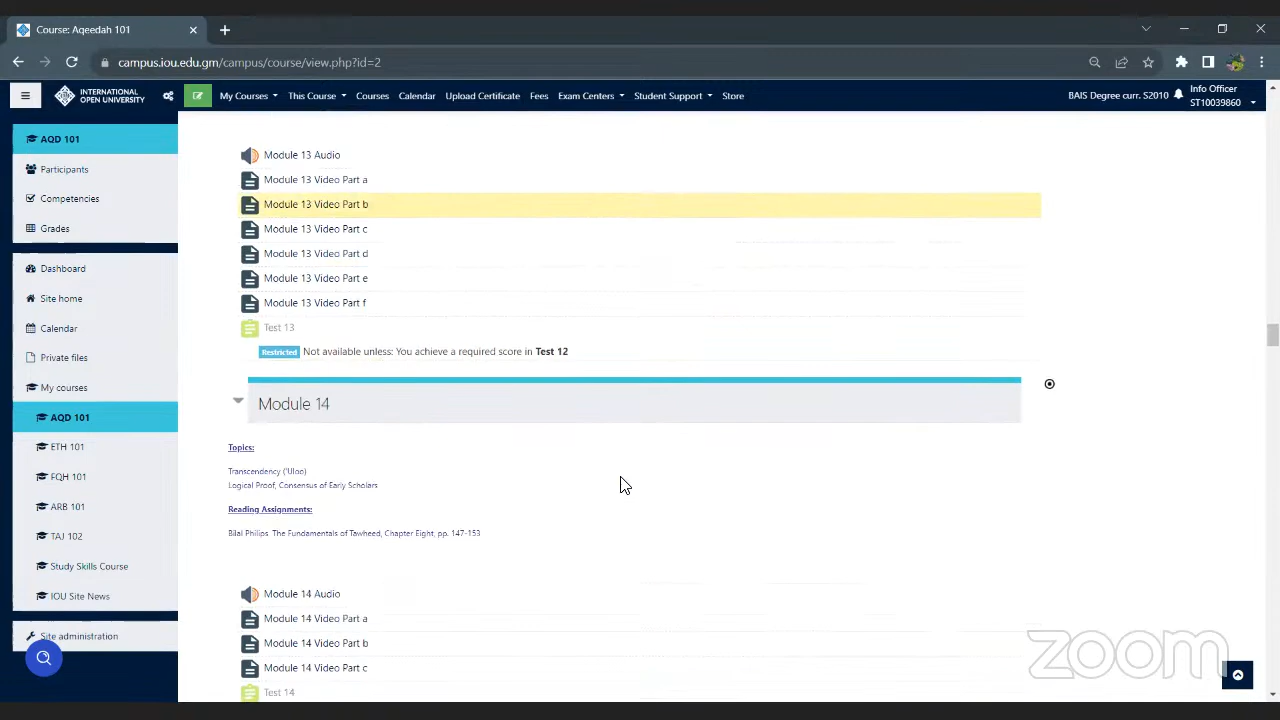 Course: Aqeedah 101
campus.iou.edu.gm/campus/course/view.php?id=2
INTERNATIONAL
OPEN UNIVERSITY
My Courses
This Course
Courses
Calendar
Upload Certificate
Fees
Exam Centers
Student Support
Store
BAIS Degree curr. S2010
Info Officer
ST10039860
AQD 101
Participants
Competencies
Grades
Dashboard
Site home
Calendar
Private files
My courses
AQD 101
ETH 101
FQH 101
ARB 101
TAJ 102
Study Skills Course
IOU Site News
Site administration
Module 13 Audio
Module 13 Video Part a
Module 13 Video Part b
Module 13 Video Part c
Module 13 Video Part d
Module 13 Video Part e
Module 13 Video Part f
Test 13
Restricted Not available unless: You achieve a required score in Test 12
Module 14
Topics:
Transcendency ('Uloo)
Logical Proof, Consensus of Early Scholars
Reading Assignments:
Bilal Philips The Fundamentals of Tawheed, Chapter Eight, pp. 147-153
Module 14 Audio
Module 14 Video Part a
Module 14 Video Part b
Module 14 Video Part c
Test 14
zoom